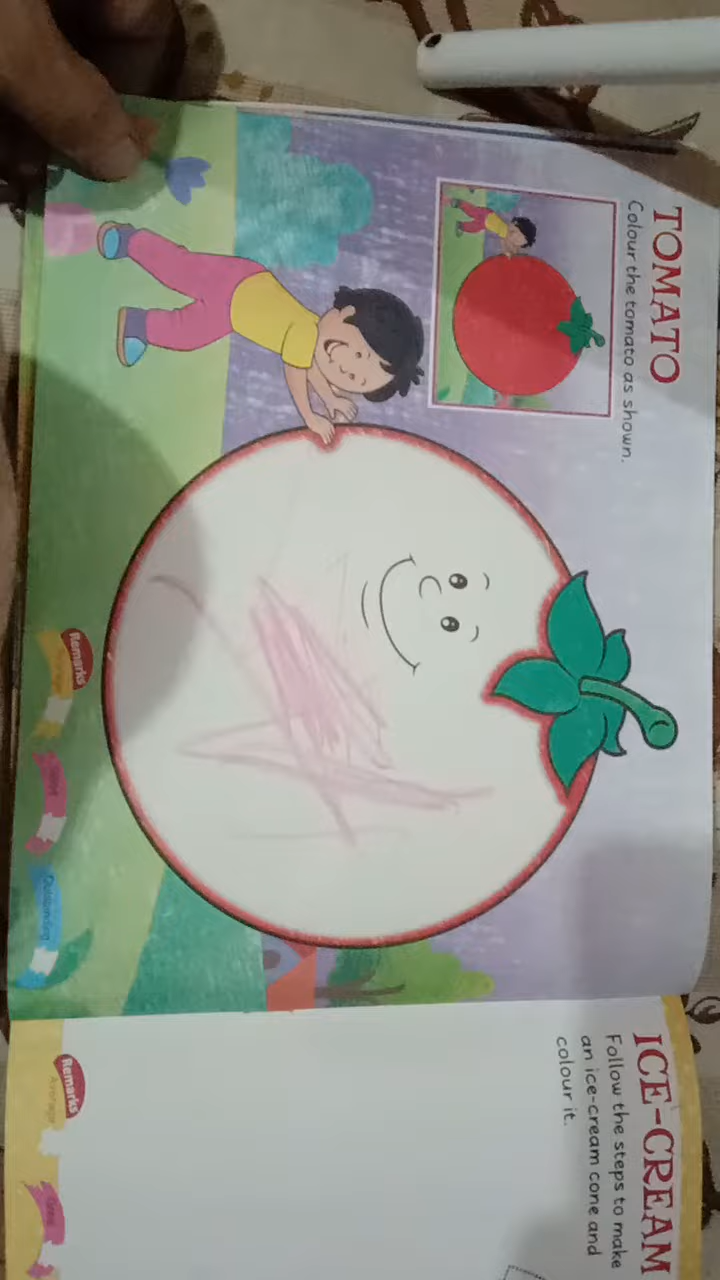 TOMATO
Colour the tomato as shown.
Remarks
Outstanding
ICE-CREAM
Follow the steps to make
an ice-cream cone and
colour it.
Remarks
Average